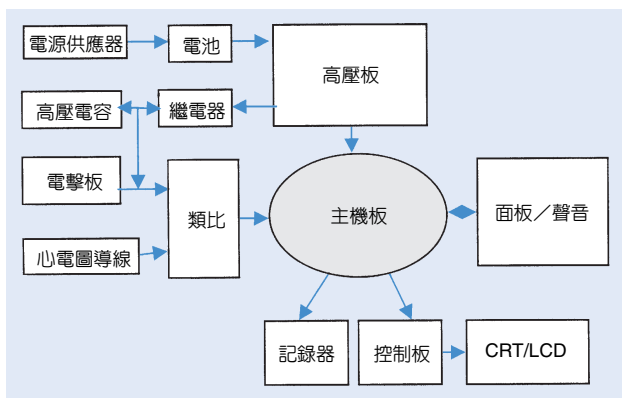 電源供應器
電池
高壓板
高壓電容
繼電器
電擊板
類比
主機板
面板／聲音
心電圖導線
記錄器
控制板
CRT/LCD